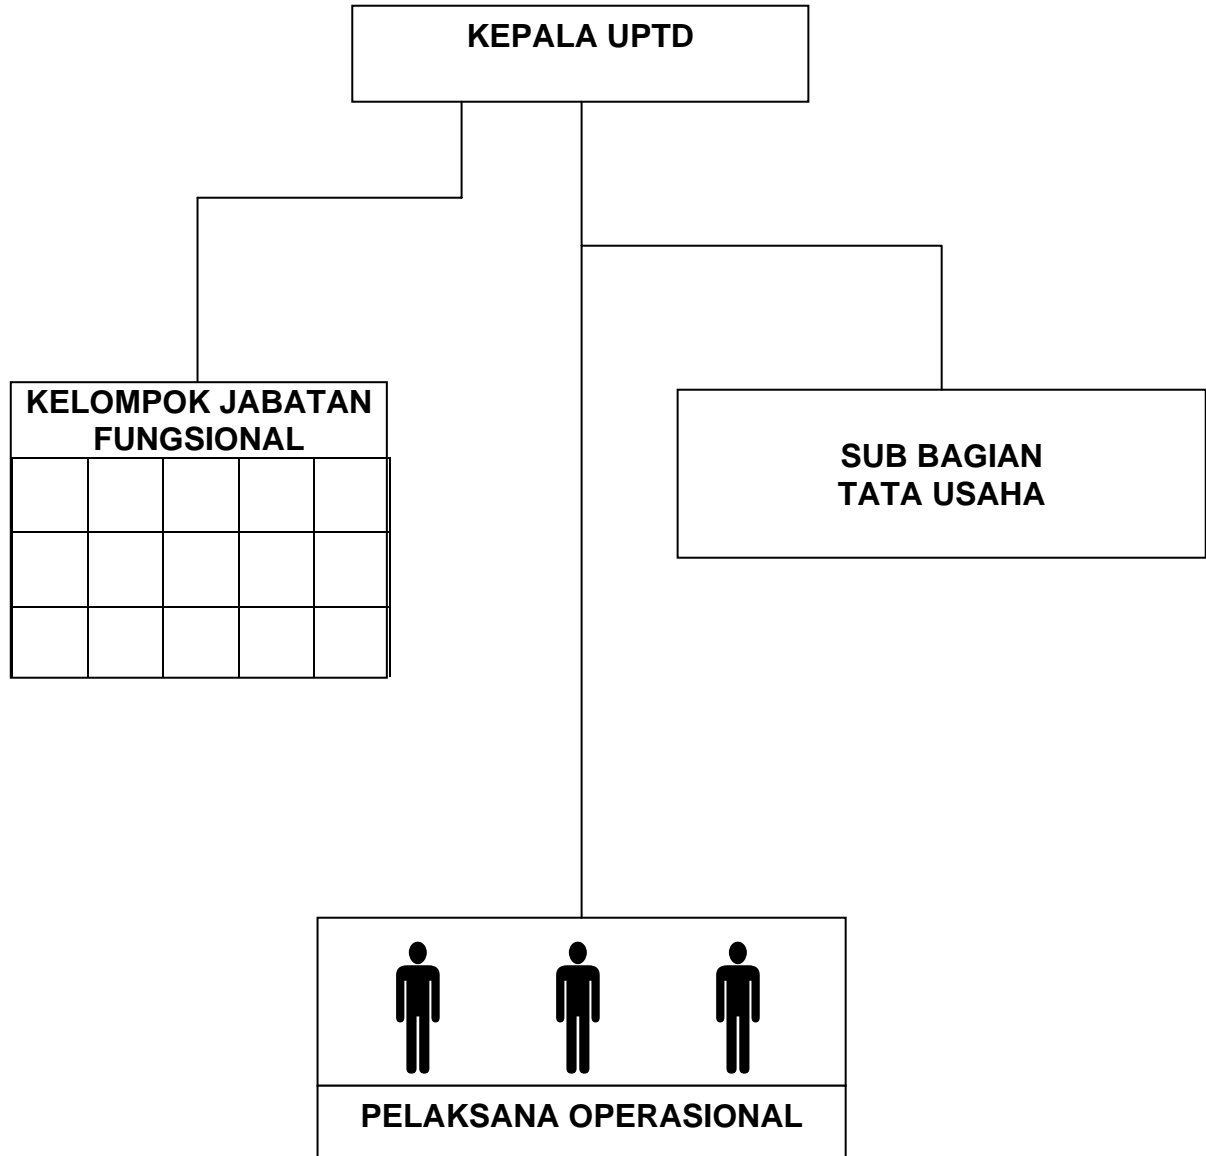 KEPALA UPTD
KELOMPOK JABATAN
FUNGSIONAL
SUB BAGIAN
TATA USAHA
PELAKSANA OPERASIONAL